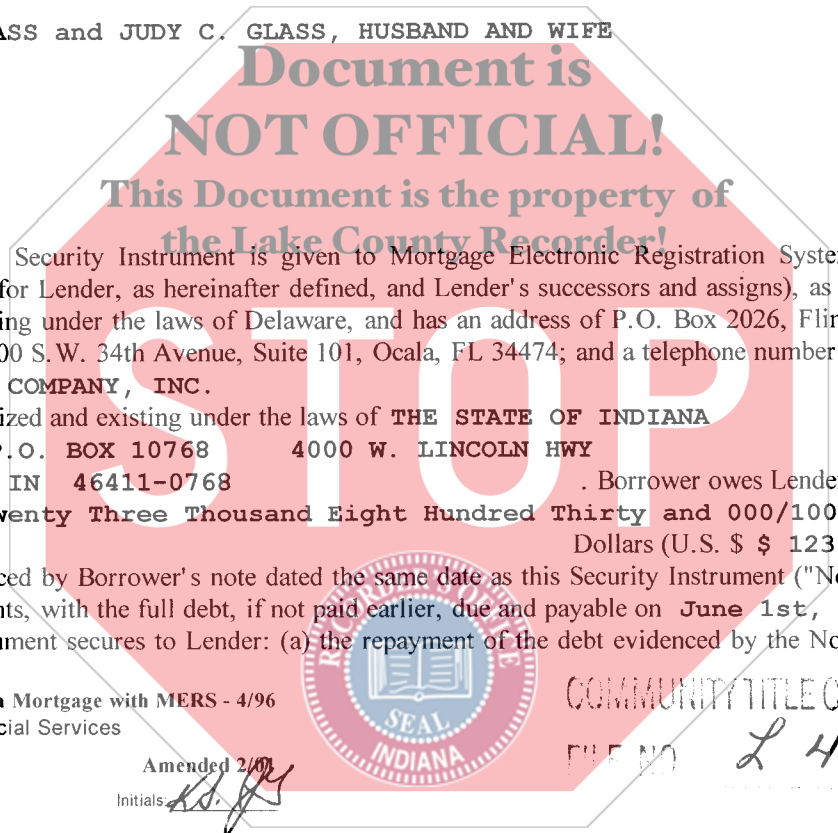 ASS and JUDY C. GLASS, HUSBAND AND WIFE
Document is
NOT OFFICIAL!
This Document is the property of
the Lake County Recorder!
Security Instrument is given to Mortgage Electronic Registration Syste
for Lender, as hereinafter defined, and Lender's successors and assigns), as
ing under the laws of Delaware, and has an address of P.O. Box 2026, Flin
00 S.W. 34th Avenue, Suite 101, Ocala, FL 34474; and a telephone number
STOP
COMPANY, INC.
ized and existing under the laws of THE STATE OF INDIANA
P.O. BOX 10768 4000 W. LINCOLN HWY
IN 46411-0768 . Borrower owes Lende
wenty Three Thousand Eight Hundred Thirty and 000/100
Dollars (U.S. $ $ 123
ced by Borrower's note dated the same date as this Security Instrument ("No
nts, with the full debt, if not paid earlier, due and payable on June 1st,
ument secures to Lender: (a) the repayment of the debt evidenced by the No
RECORDER'S OFFICE
SEAL
INDIANA
a Mortgage with MERS - 4/96
cial Services
Amended 2/01
Initials:
COMMUNITY TITLE C
FILE NO L 4